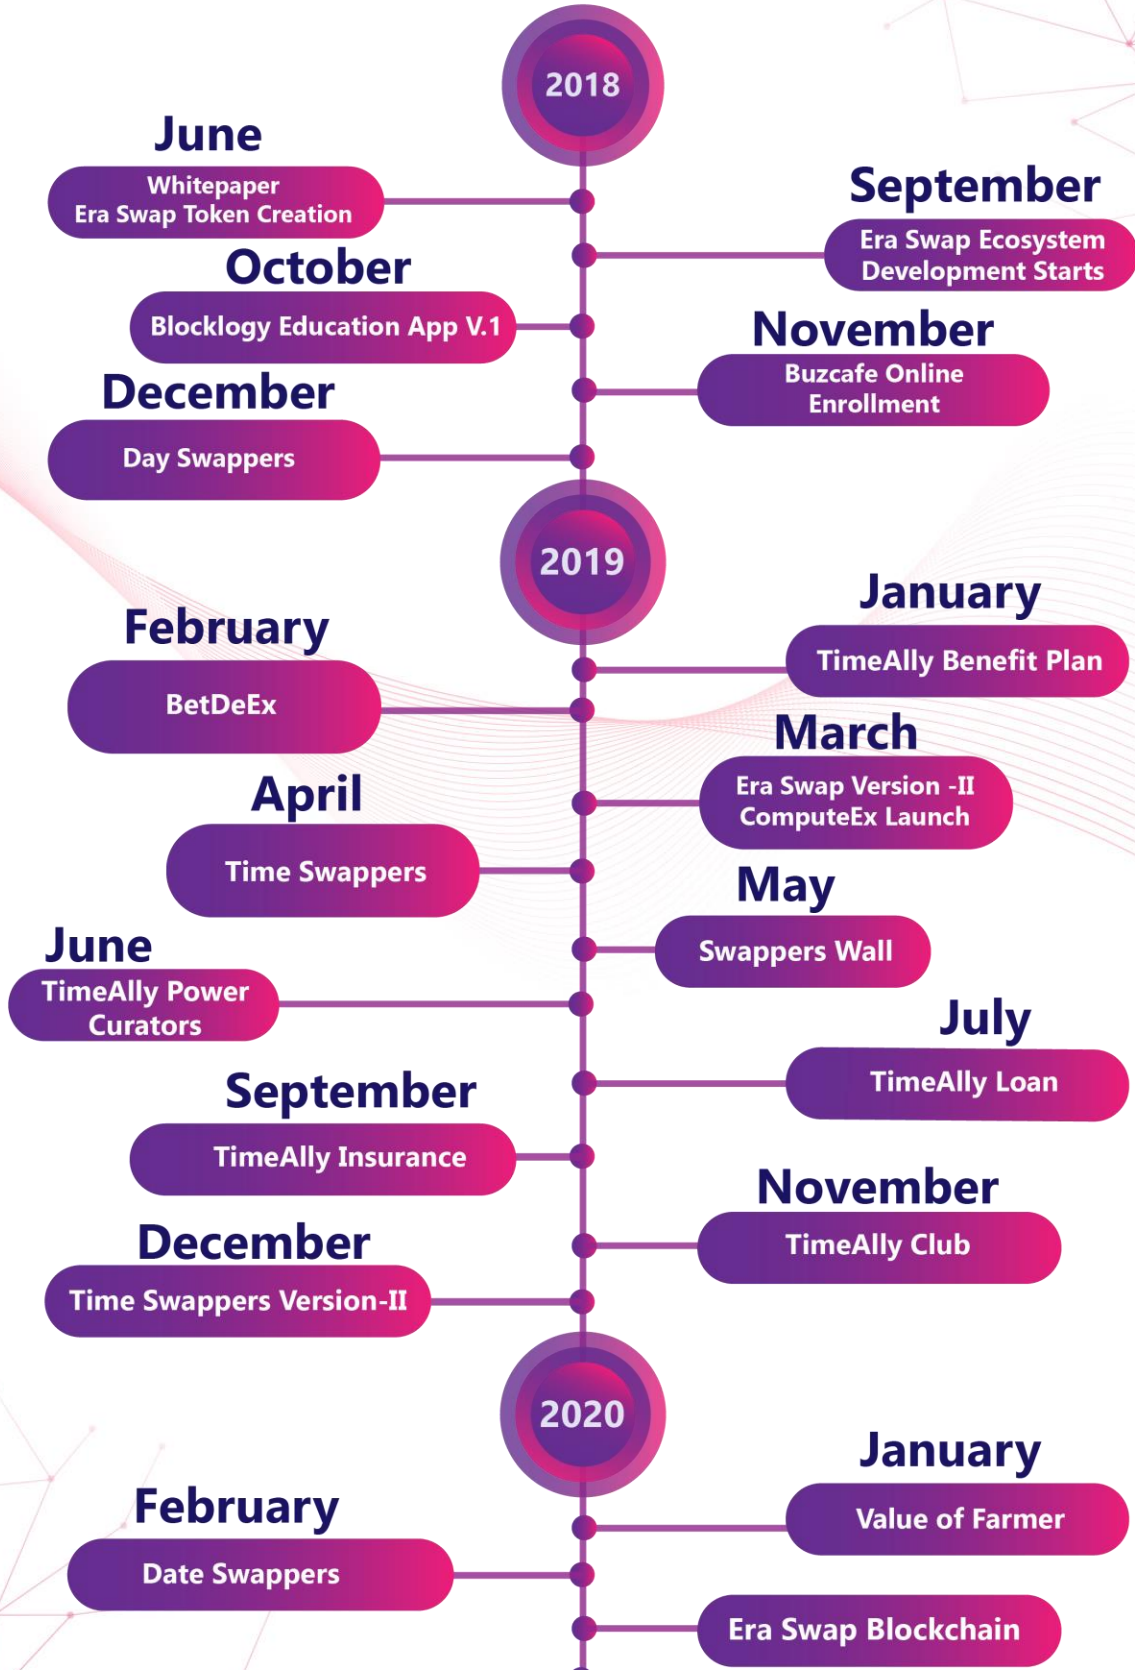 2018
June
Whitepaper
Era Swap Token Creation
September
Era Swap Ecosystem
Development Starts
October
Blocklogy Education App V.1
November
Buzcafe Online
Enrollment
December
Day Swappers
2019
January
TimeAlly Benefit Plan
February
BetDeEx
March
Era Swap Version -II
ComputeEx Launch
April
Time Swappers
May
Swappers Wall
June
TimeAlly Power
Curators
July
TimeAlly Loan
September
TimeAlly Insurance
November
TimeAlly Club
December
Time Swappers Version-II
2020
January
Value of Farmer
February
Date Swappers
Era Swap Blockchain